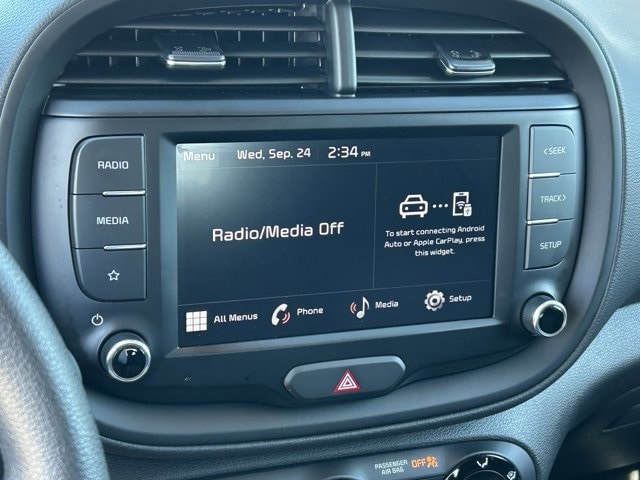 RADIO
MEDIA
Menu Wed, Sep. 24 2:34 PM
Radio/Media Off
To start connecting Android
Auto or Apple CarPlay, press
this widget.
All Menus Phone Media Setup
< SEEK
TRACK >
SETUP
PASSENGER
AIR BAG OFF